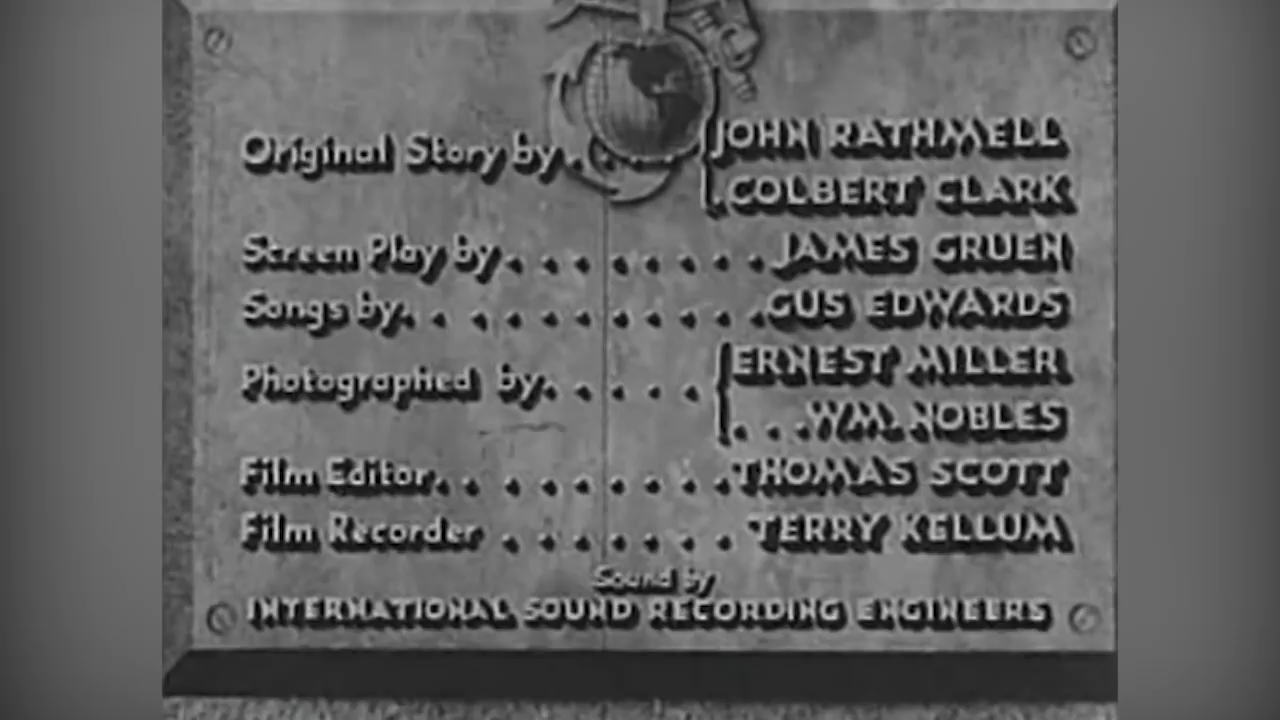 Original Story by . . . . { JOHN RATHMELL
. COLBERT CLARK
Screen Play by . . . . . . . . JAMES GRUEN
Songs by. . . . . . . . . . . GUS EDWARDS
Photographed by. . . . . { ERNEST MILLER
. . . WM. NOBLES
Film Editor. . . . . . . . . THOMAS SCOTT
Film Recorder . . . . . . . TERRY KELLUM
Sound by
INTERNATIONAL SOUND RECORDING ENGINEERS